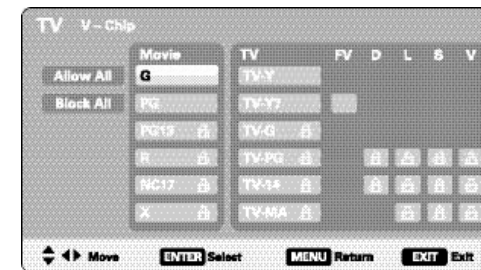 TV V-Chip
Movie TV FV D L S V
Allow All G TV-Y
Block All PG TV-Y7
PG13 TV-G
R TV-PG
NC17 TV-14
X TV-MA
Move ENTER Select MENU Return EXIT Exit